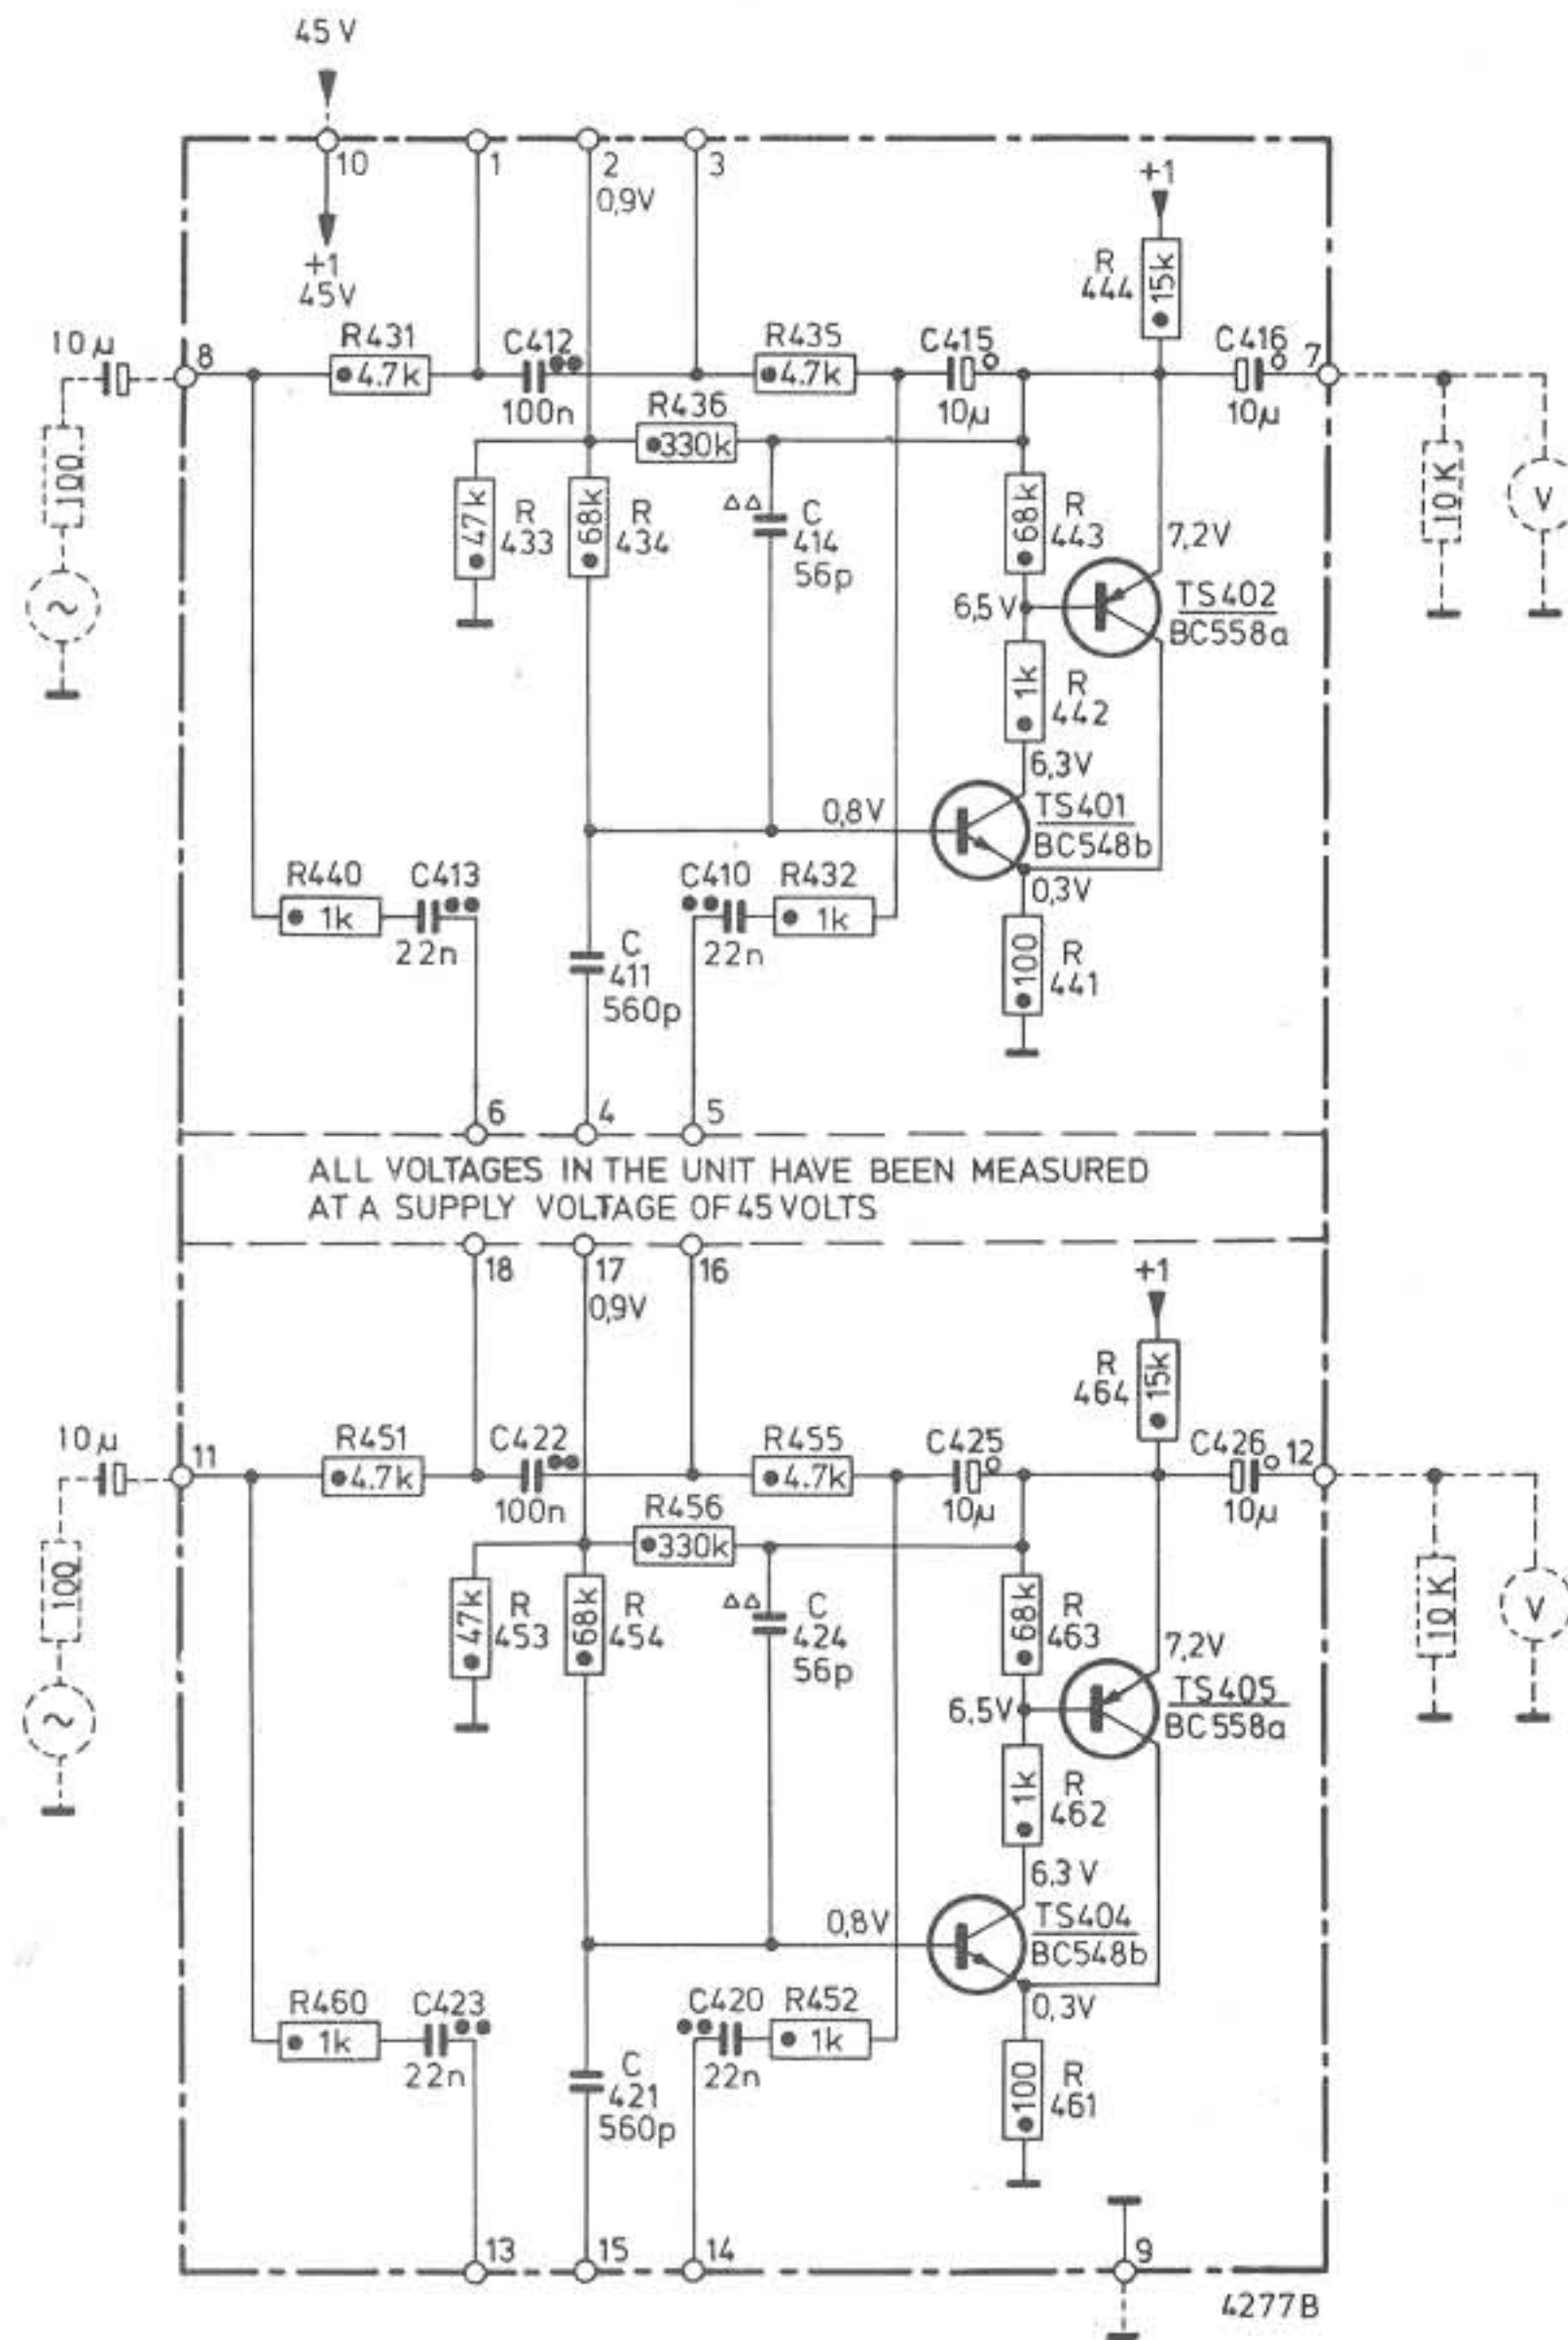 45 V
10
1
2
0,9V
3
+1
45V
+1
R
444
15k
10µ
8
R431
4.7k
C412
100n
R435
4.7k
C415
10µ
C416
10µ
7
R436
330k
100
47k
R
433
68k
R
434
C
414
56p
68k
R
443
7,2V
10K
V
6,5V
TS402
BC558a
1k
R
442
6,3V
TS401
BC548b
0,8V
0,3V
R440
1k
C413
22n
C410
22n
R432
1k
C
411
560p
100
R
441
6
4
5
ALL VOLTAGES IN THE UNIT HAVE BEEN MEASURED
AT A SUPPLY VOLTAGE OF 45 VOLTS
18
17
0,9V
16
+1
R
464
15k
10µ
11
R451
4.7k
C422
100n
R455
4.7k
C425
10µ
C426
10µ
12
R456
330k
100
47k
R
453
68k
R
454
C
424
56p
68k
R
463
7,2V
10K
V
6,5V
TS405
BC558a
1k
R
462
6,3 V
TS404
BC548b
0,8V
0,3V
R460
1k
C423
22n
C420
22n
R452
1k
C
421
560p
100
R
461
13
15
14
9
4277B